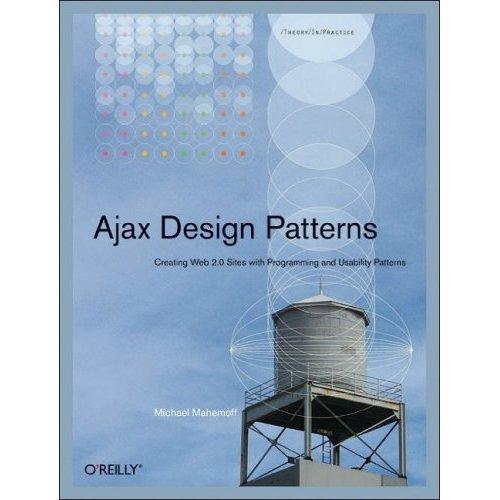 /THEORY/IN/PRACTICE
Ajax Design Patterns
Creating Web 2.0 Sites with Programming and Usability Patterns
Michael Mahemoff
O'REILLY®